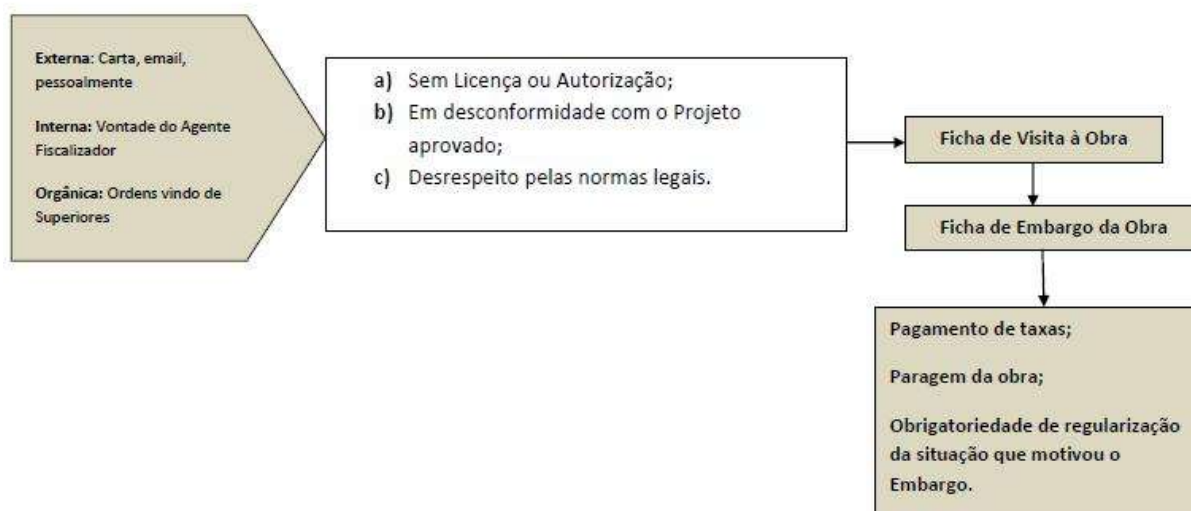 Externa: Carta, email,
pessoalmente
Interna: Vontade do Agente
Fiscalizador
Orgânica: Ordens vindo de
Superiores
a) Sem Licença ou Autorização;
b) Em desconformidade com o Projeto
aprovado;
c) Desrespeito pelas normas legais.
Ficha de Visita à Obra
Ficha de Embargo da Obra
Pagamento de taxas;
Paragem da obra;
Obrigatoriedade de regularização
da situação que motivou o
Embargo.